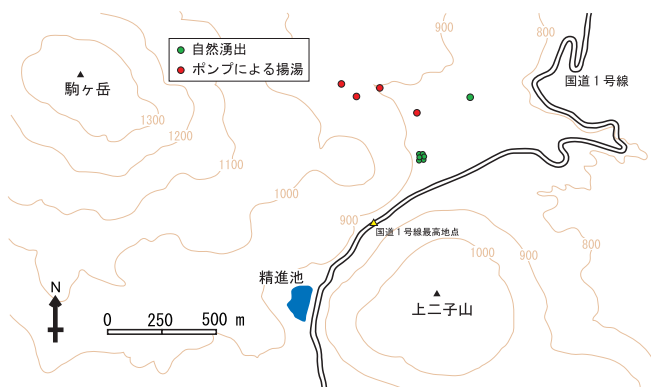 900
800
自然湧出
ポンプによる揚湯
国道１号線
駒ヶ岳
1300
1200
1100
1000
900
国道１号線最高地点
800
1000
900
精進池
N
上二子山
0 250 500 m